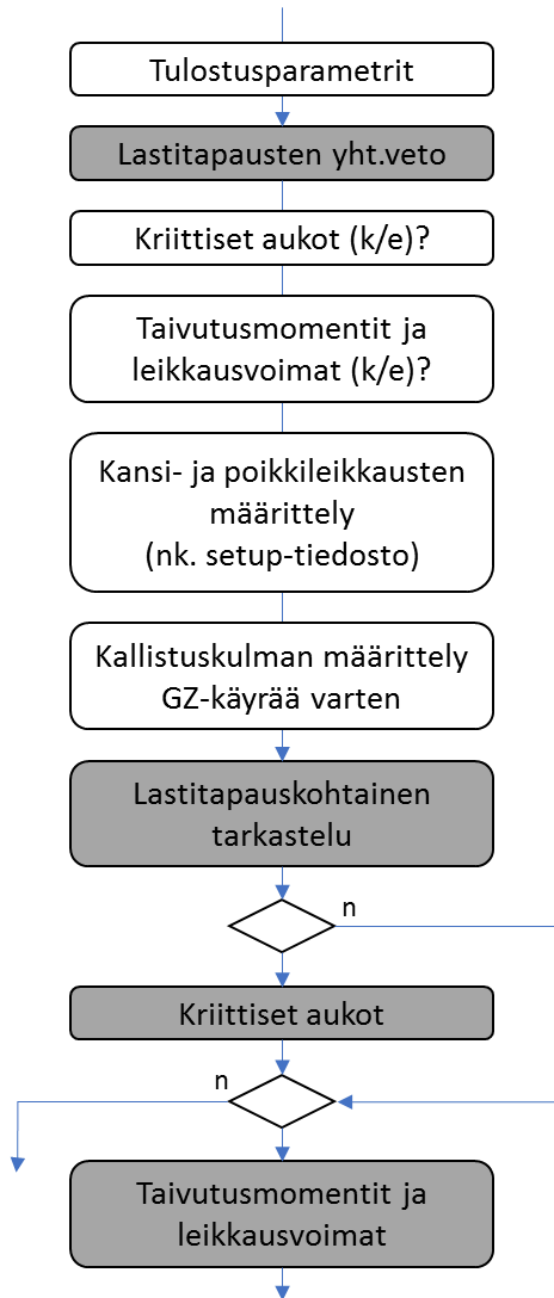 Tulostusparametrit
Lastitapausten yht.veto
Kriittiset aukot (k/e)?
Taivutusmomentit ja
leikkausvoimat (k/e)?
Kansi- ja poikkileikkausten
määrittely
(nk. setup-tiedosto)
Kallistuskulman määrittely
GZ-käyrää varten
Lastitapauskohtainen
tarkastelu
n
Kriittiset aukot
n
Taivutusmomentit ja
leikkausvoimat